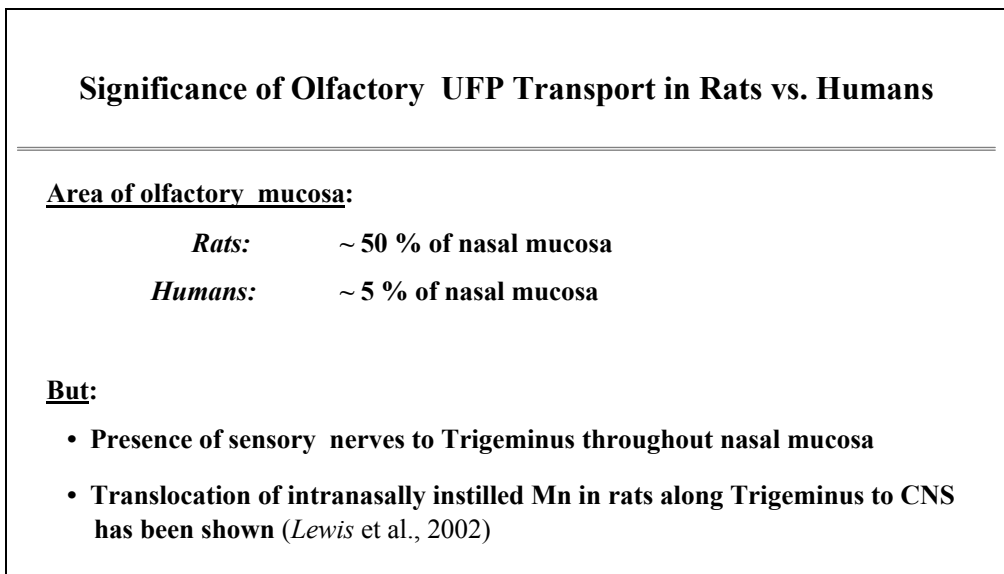 Significance of Olfactory UFP Transport in Rats vs. Humans
Area of olfactory mucosa:
Rats: ~ 50 % of nasal mucosa
Humans: ~ 5 % of nasal mucosa
But:
• Presence of sensory nerves to Trigeminus throughout nasal mucosa
• Translocation of intranasally instilled Mn in rats along Trigeminus to CNS
has been shown (Lewis et al., 2002)